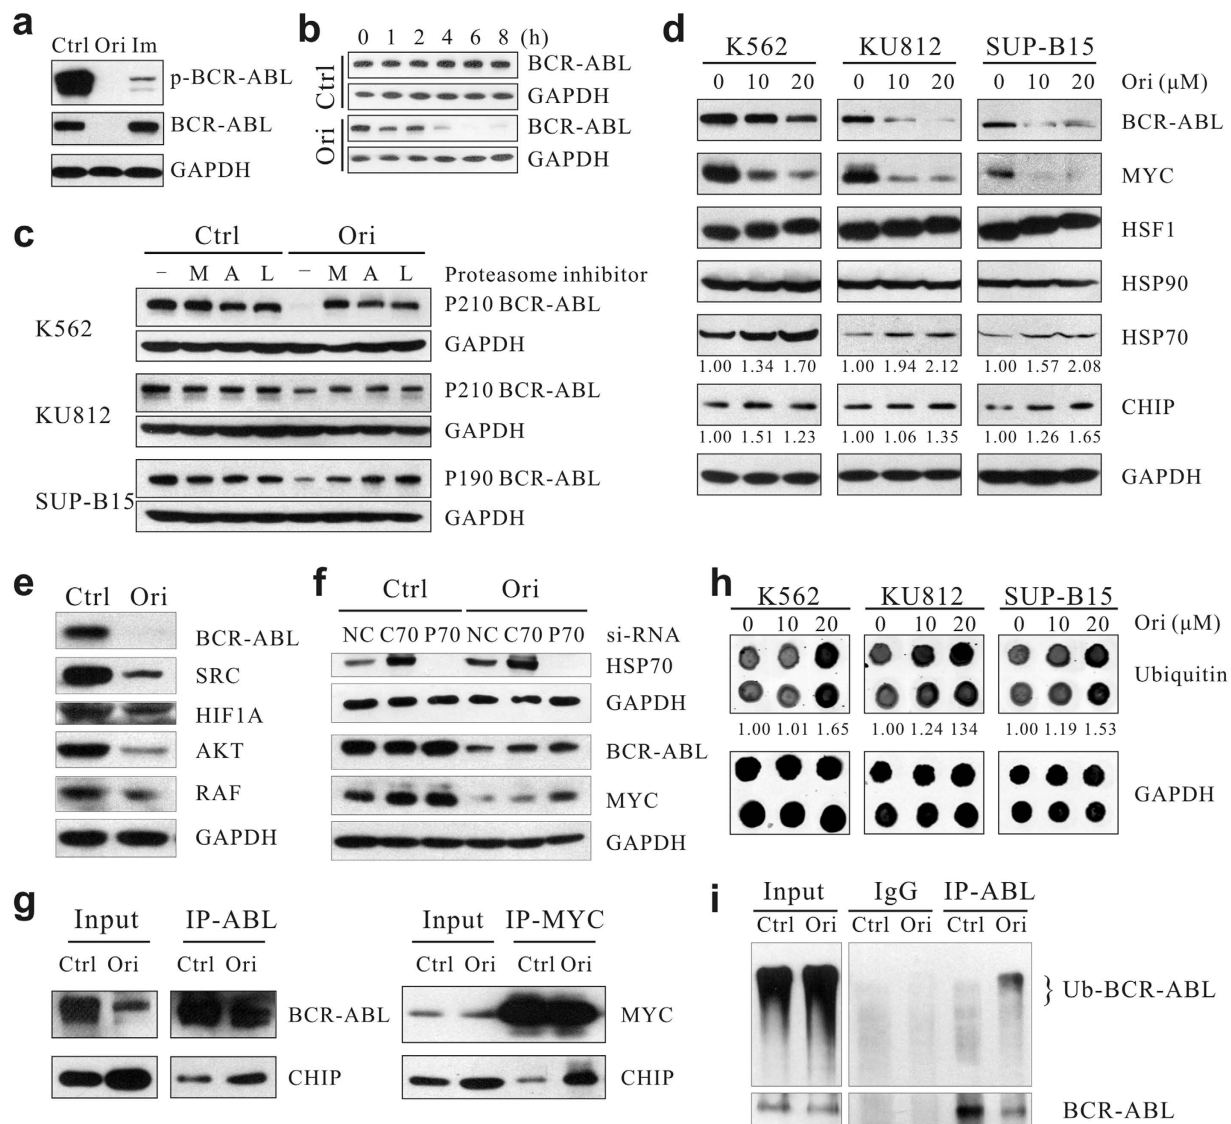 a
Ctrl Ori Im
p-BCR-ABL
BCR-ABL
GAPDH
b
0 1 2 4 6 8 (h)
Ctrl
BCR-ABL
GAPDH
Ori
BCR-ABL
GAPDH
c
Ctrl Ori
– M A L – M A L Proteasome inhibitor
K562
P210 BCR-ABL
GAPDH
KU812
P210 BCR-ABL
GAPDH
SUP-B15
P190 BCR-ABL
GAPDH
d
K562 KU812 SUP-B15
0 10 20 0 10 20 0 10 20 Ori (μM)
BCR-ABL
MYC
HSF1
HSP90
HSP70
1.00 1.34 1.70 1.00 1.94 2.12 1.00 1.57 2.08
CHIP
1.00 1.51 1.23 1.00 1.06 1.35 1.00 1.26 1.65
GAPDH
e
Ctrl Ori
BCR-ABL
SRC
HIF1A
AKT
RAF
GAPDH
f
Ctrl Ori
NC C70 P70 NC C70 P70 si-RNA
HSP70
GAPDH
BCR-ABL
MYC
GAPDH
g
Input IP-ABL
Ctrl Ori Ctrl Ori
BCR-ABL
CHIP
Input IP-MYC
Ctrl Ori Ctrl Ori
MYC
CHIP
h
K562 KU812 SUP-B15
0 10 20 0 10 20 0 10 20 Ori (μM)
Ubiquitin
1.00 1.01 1.65 1.00 1.24 134 1.00 1.19 1.53
GAPDH
i
Input IgG IP-ABL
Ctrl Ori Ctrl Ori Ctrl Ori
} Ub-BCR-ABL
BCR-ABL